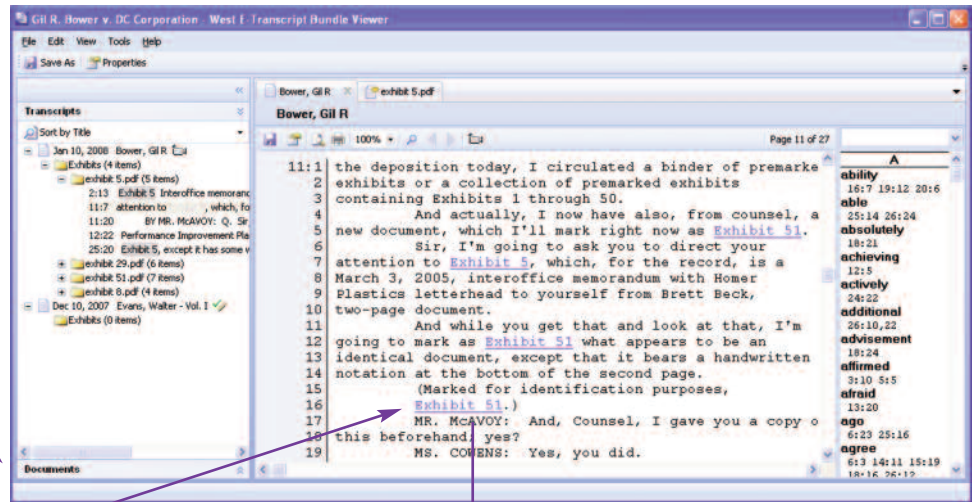 Gil R. Bower v. DC Corporation - West E-Transcript Bundle Viewer
File Edit View Tools Help
Save As Properties
Transcripts
Sort by Title
Jan 10, 2008 Bower, Gil R
Exhibits (4 items)
exhibit 5.pdf (5 items)
2:13 Exhibit 5 Interoffice memoranc
11:7 attention to , which, fo
11:20 BY MR. McAVOY: Q. Sir
12:22 Performance Improvement Pla
25:20 Exhibit 5, except it has some v
exhibit 29.pdf (6 items)
exhibit 51.pdf (7 items)
exhibit 8.pdf (4 items)
Dec 10, 2007 Evans, Walter - Vol. I
Exhibits (0 items)
Documents
Bower, Gil R exhibit 5.pdf
Bower, Gil R
100% Page 11 of 27
11:1 the deposition today, I circulated a binder of premarke
2 exhibits or a collection of premarked exhibits
3 containing Exhibits 1 through 50.
4 And actually, I now have also, from counsel, a
5 new document, which I'll mark right now as Exhibit 51.
6 Sir, I'm going to ask you to direct your
7 attention to Exhibit 5, which, for the record, is a
8 March 3, 2005, interoffice memorandum with Homer
9 Plastics letterhead to yourself from Brett Beck,
10 two-page document.
11 And while you get that and look at that, I'm
12 going to mark as Exhibit 51 what appears to be an
13 identical document, except that it bears a handwritten
14 notation at the bottom of the second page.
15 (Marked for identification purposes,
16 Exhibit 51.)
17 MR. McAVOY: And, Counsel, I gave you a copy o
18 this beforehand; yes?
19 MS. COWENS: Yes, you did.
A
ability
16:7 19:12 20:6
able
25:14 26:24
absolutely
18:21
achieving
12:5
actively
24:22
additional
26:10,22
advisement
18:24
affirmed
3:10 5:5
afraid
13:20
ago
6:23 25:16
agree
6:3 14:11 15:19
18:16 26:12